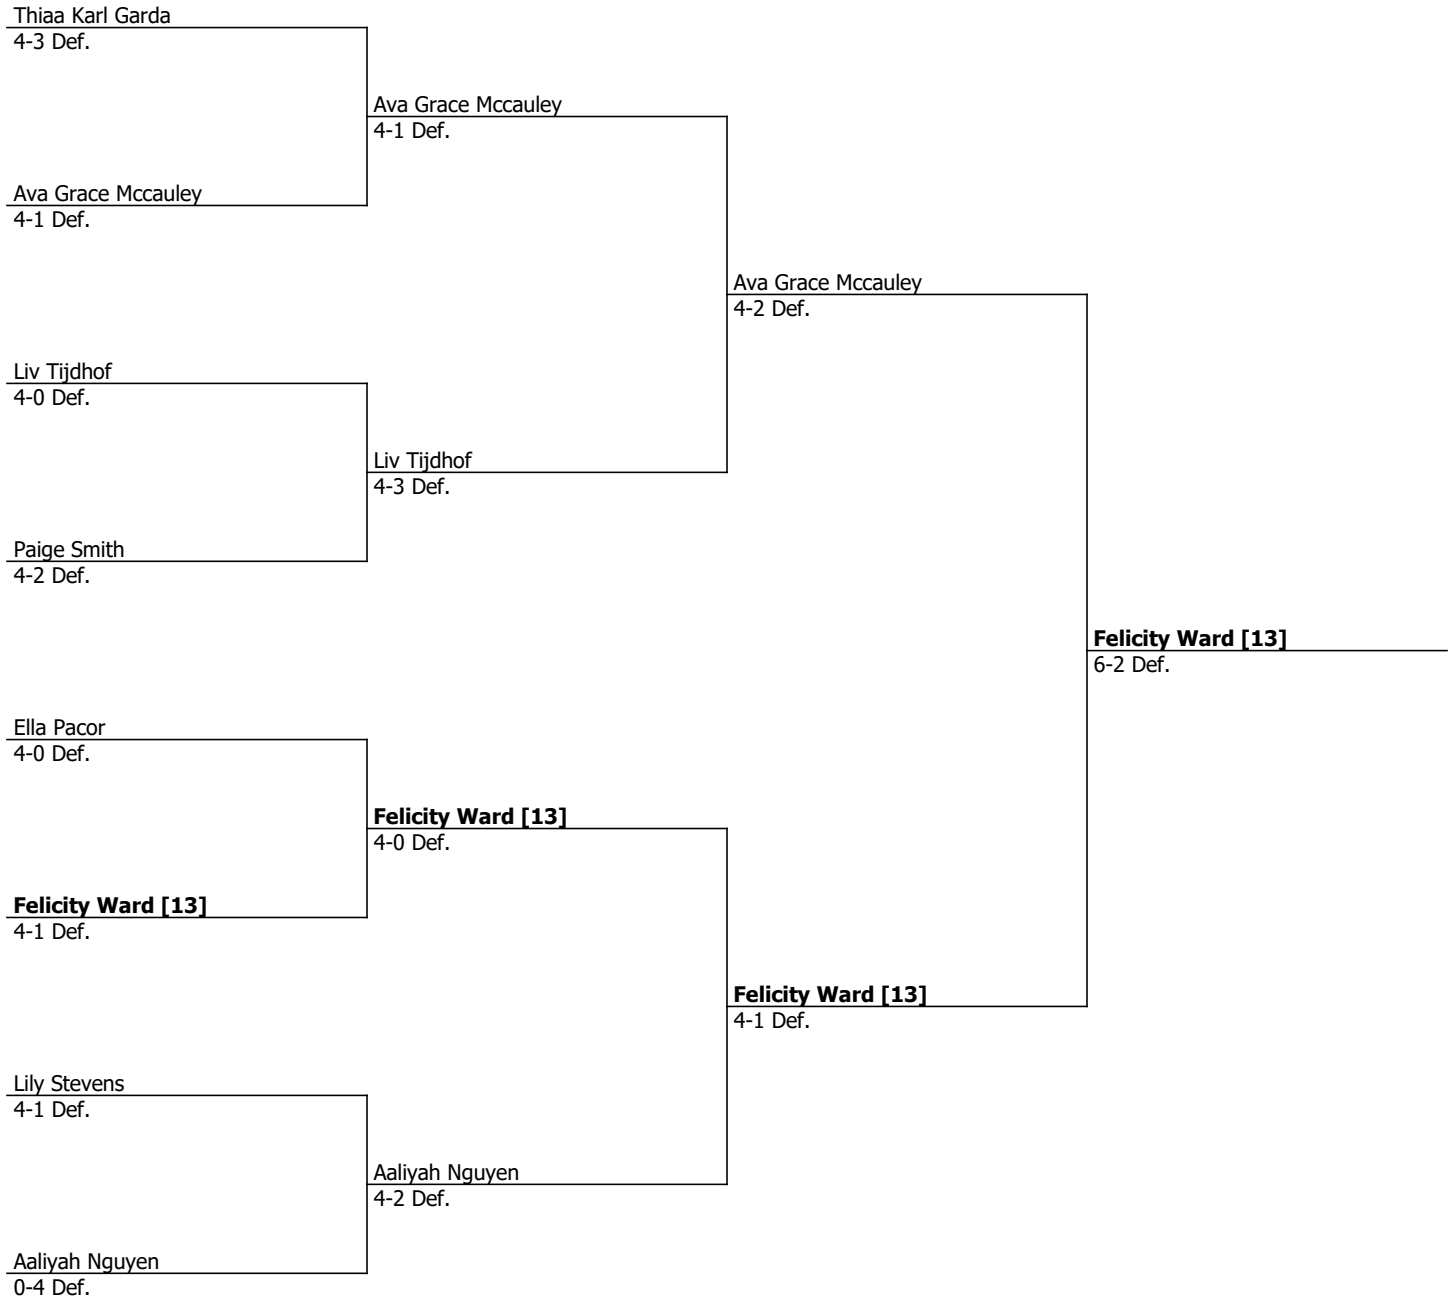 Thiaa Karl Garda
4-3 Def.
Ava Grace Mccauley
4-1 Def.
Ava Grace Mccauley
4-1 Def.
Ava Grace Mccauley
4-2 Def.
Liv Tijdhof
4-0 Def.
Liv Tijdhof
4-3 Def.
Paige Smith
4-2 Def.
Felicity Ward [13]
6-2 Def.
Ella Pacor
4-0 Def.
Felicity Ward [13]
4-0 Def.
Felicity Ward [13]
4-1 Def.
Felicity Ward [13]
4-1 Def.
Lily Stevens
4-1 Def.
Aaliyah Nguyen
4-2 Def.
Aaliyah Nguyen
0-4 Def.